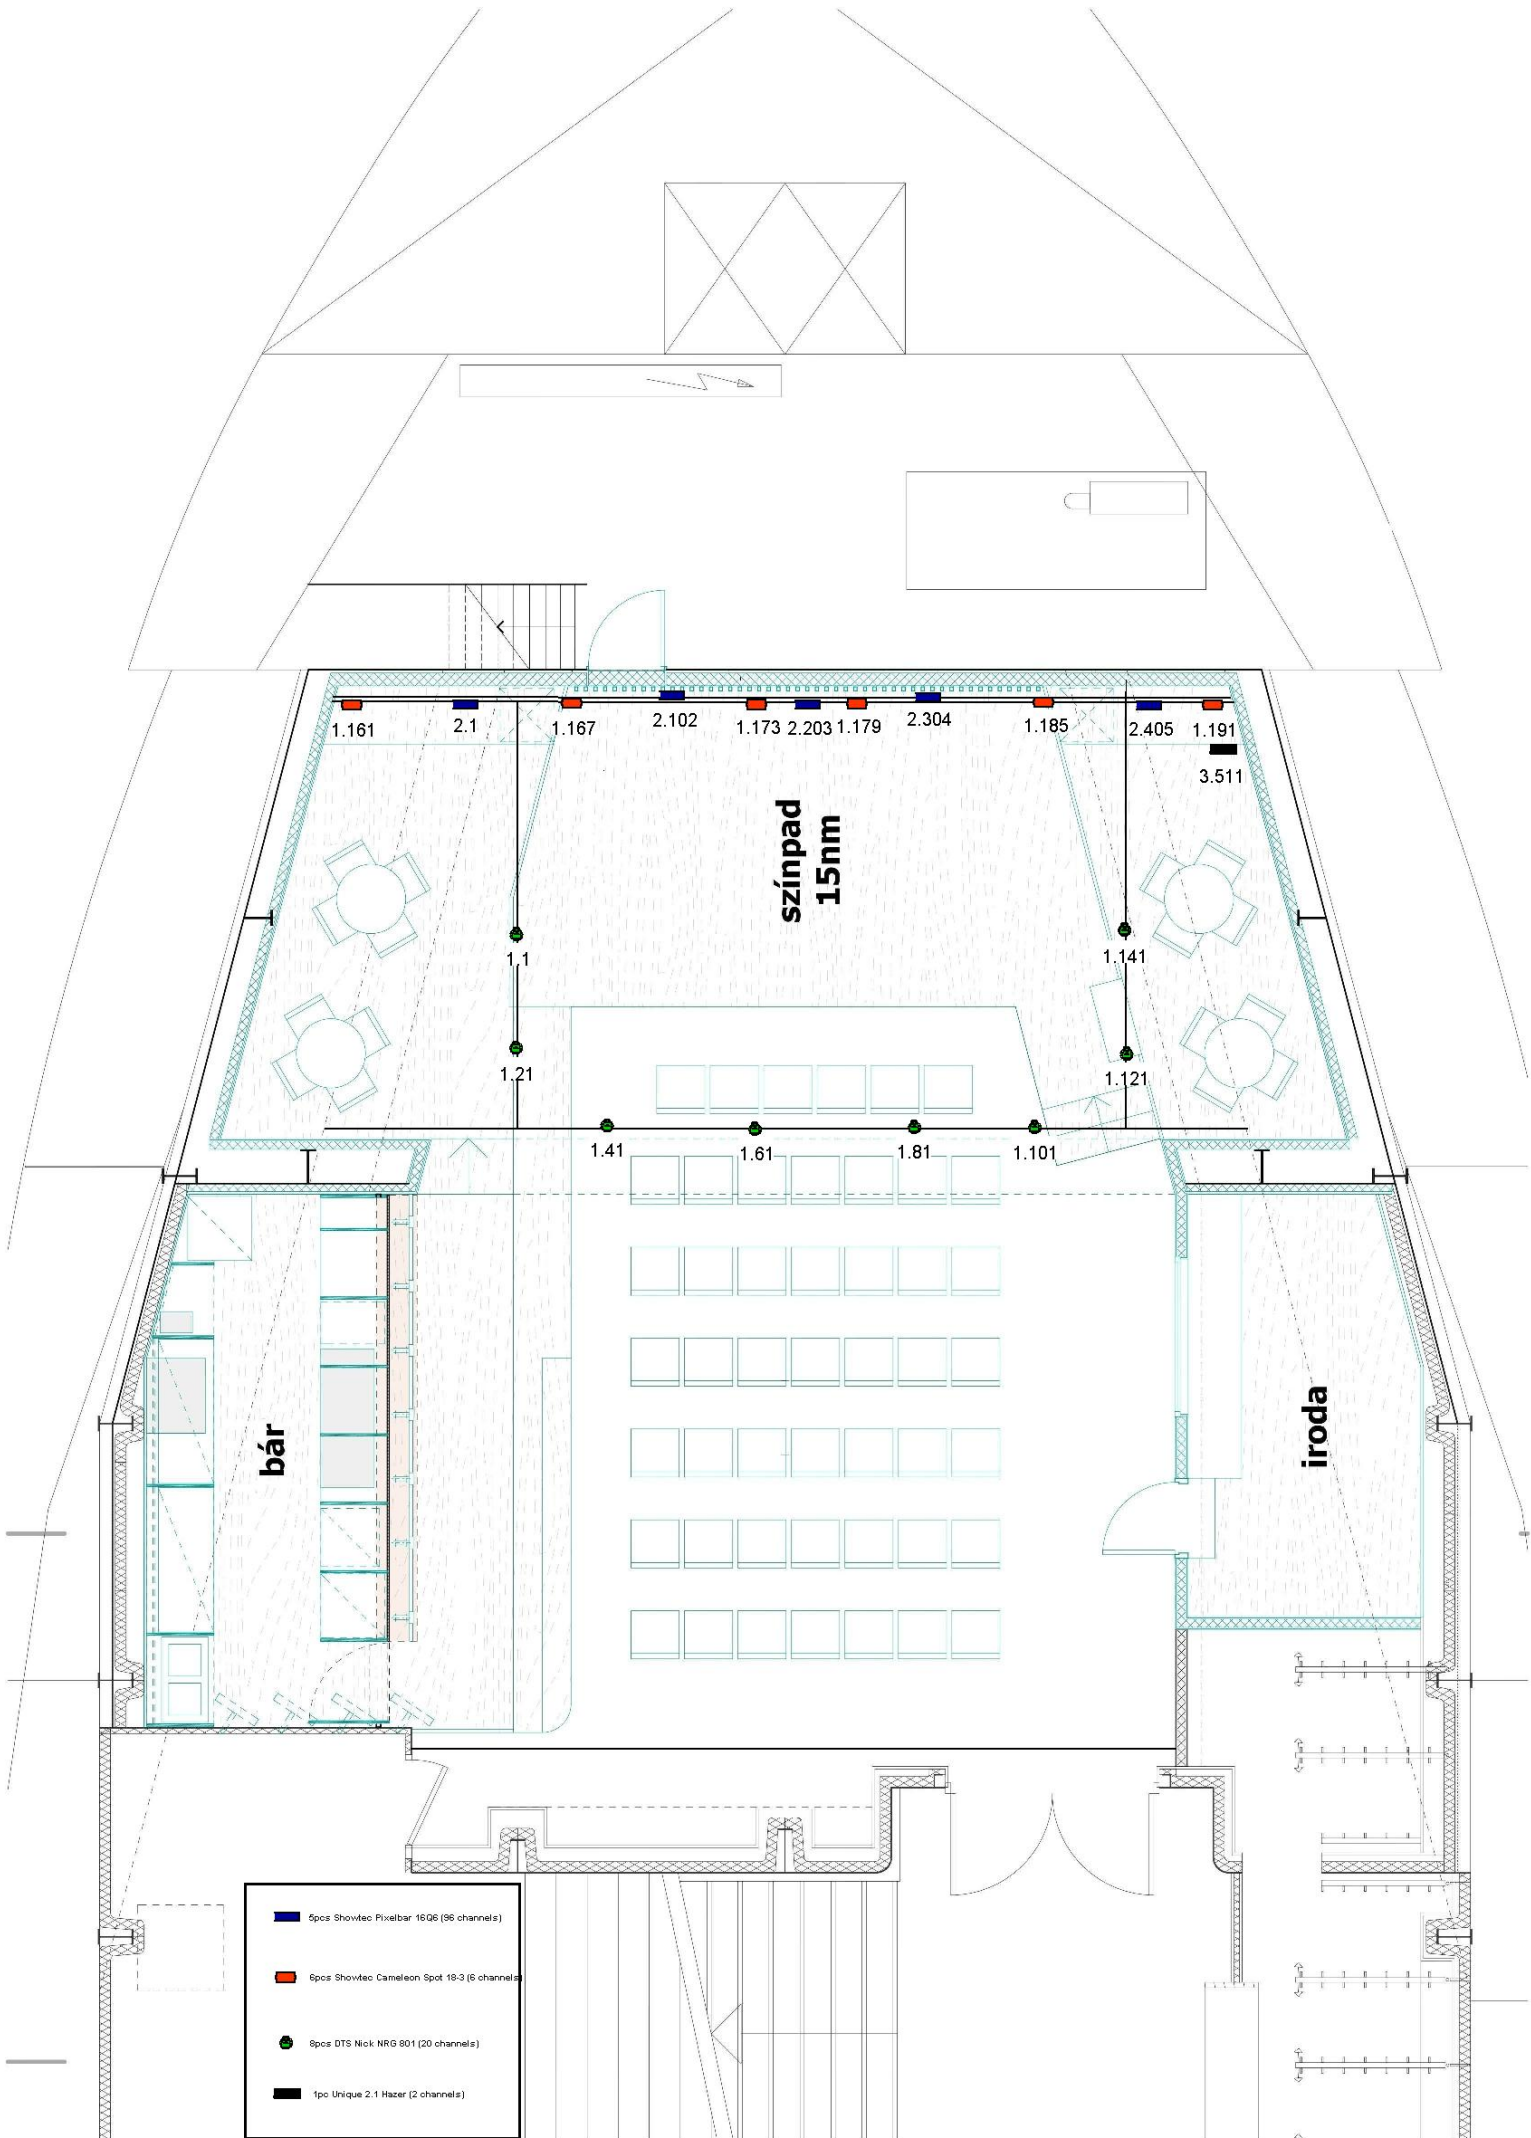 1.161
2.1
1.167
2.102
1.173
2.203
1.179
2.304
1.185
2.405
1.191
3.511
színpad
15nm
1.1
1.141
1.21
1.121
1.41
1.61
1.81
1.101
bár
iroda
5pcs Showtec Pixelbar 16Q6 (96 channels)
6pcs Showtec Cameleon Spot 18-3 (6 channels)
8pcs DTS Nick NRG 801 (20 channels)
1pc Unique 2.1 Hazer (2 channels)